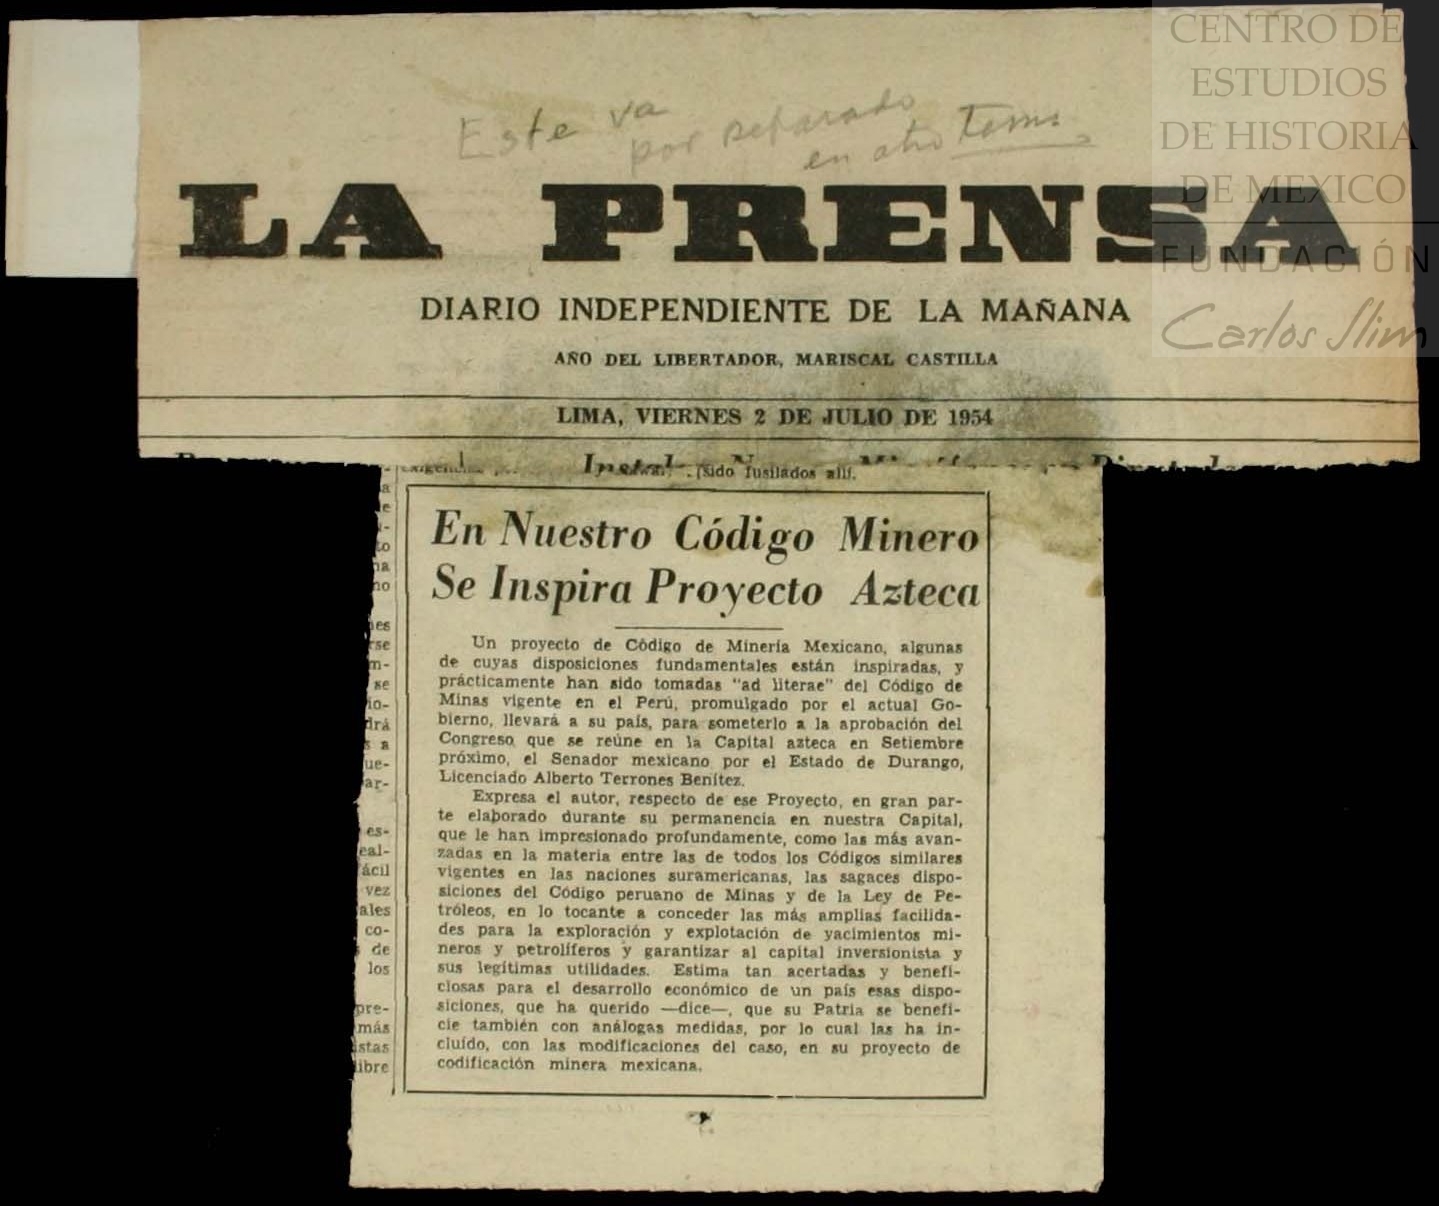 CENTRO DE
ESTUDIOS
DE HISTORIA
DE MEXICO
FUNDACIÓN
Carlos Slim
Este va
por separado
en otro Tomo
LA PRENSA
DIARIO INDEPENDIENTE DE LA MAÑANA
AÑO DEL LIBERTADOR, MARISCAL CASTILLA
LIMA, VIERNES 2 DE JULIO DE 1954
sido fusilados allí.
En Nuestro Código Minero
Se Inspira Proyecto Azteca
Un proyecto de Código de Minería Mexicano, algunas
de cuyas disposiciones fundamentales están inspiradas, y
prácticamente han sido tomadas "ad literae" del Código de
Minas vigente en el Perú, promulgado por el actual Go-
bierno, llevará a su país, para someterlo a la aprobación del
Congreso que se reúne en la Capital azteca en Setiembre
próximo, el Senador mexicano por el Estado de Durango,
Licenciado Alberto Terrones Benítez.
Expresa el autor, respecto de ese Proyecto, en gran par-
te elaborado durante su permanencia en nuestra Capital,
que le han impresionado profundamente, como las más avan-
zadas en la materia entre las de todos los Códigos similares
vigentes en las naciones suramericanas, las sagaces dispo-
siciones del Código peruano de Minas y de la Ley de Pe-
tróleos, en lo tocante a conceder las más amplias facilida-
des para la exploración y explotación de yacimientos mi-
neros y petrolíferos y garantizar al capital inversionista y
sus legítimas utilidades. Estima tan acertadas y benefi-
ciosas para el desarrollo económico de un país esas dispo-
siciones, que ha querido —dice—, que su Patria se benefi-
cie también con análogas medidas, por lo cual las ha in-
cluído, con las modificaciones del caso, en su proyecto de
codificación minera mexicana.